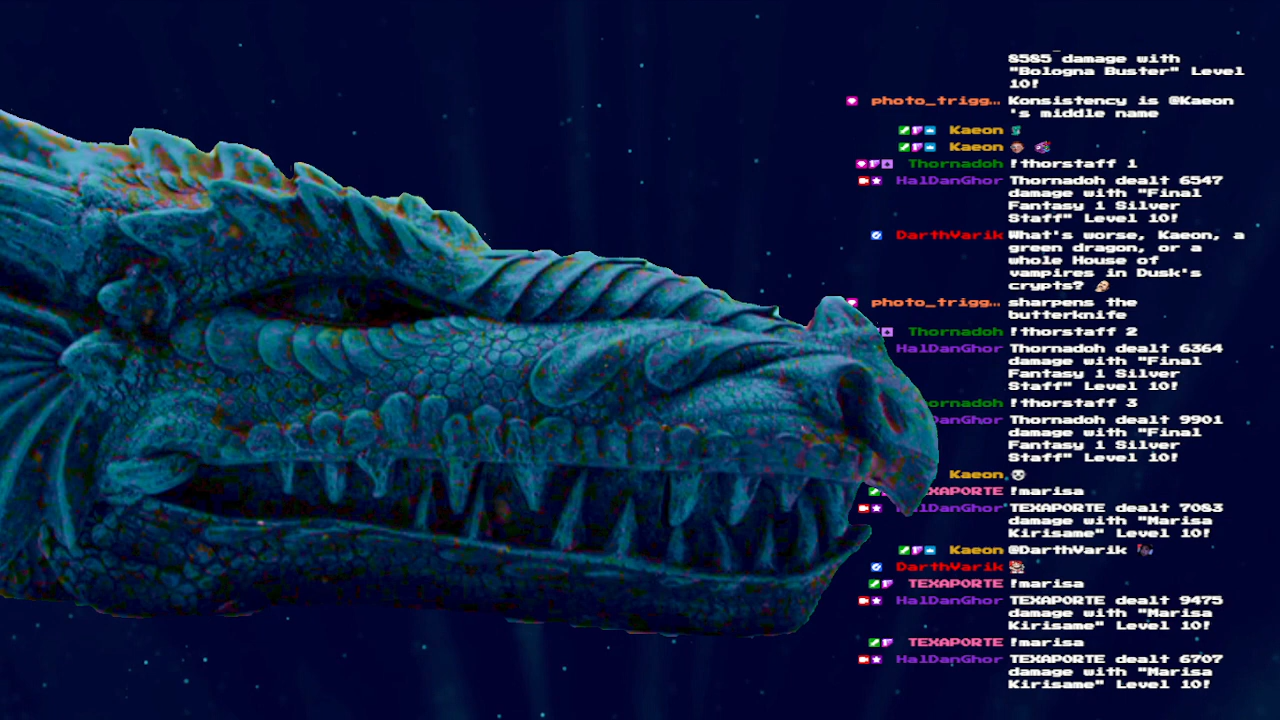 8585 damage with
"Bologna Buster" Level
10!
photo_trigg… Konsistency is @Kaeon
's middle name
Kaeon
Kaeon
Thornadoh !thorstaff 1
HalDanGhor Thornadoh dealt 6547
damage with "Final
Fantasy 1 Silver
Staff" Level 10!
DarthVarik What's worse, Kaeon, a
green dragon, or a
whole House of
vampires in Dusk's
crypts?
photo_trigg… sharpens the
butterknife
Thornadoh !thorstaff 2
HalDanGhor Thornadoh dealt 6364
damage with "Final
Fantasy 1 Silver
Staff" Level 10!
ornadoh !thorstaff 3
DanGhor Thornadoh dealt 9901
damage with "Final
Fantasy 1 Silver
Staff" Level 10!
Kaeon
EXAPORTE !marisa
lDanGhor TEXAPORTE dealt 7083
damage with "Marisa
Kirisame" Level 10!
Kaeon @DarthVarik
DarthVarik
TEXAPORTE !marisa
HalDanGhor TEXAPORTE dealt 9475
damage with "Marisa
Kirisame" Level 10!
TEXAPORTE !marisa
HalDanGhor TEXAPORTE dealt 6707
damage with "Marisa
Kirisame" Level 10!